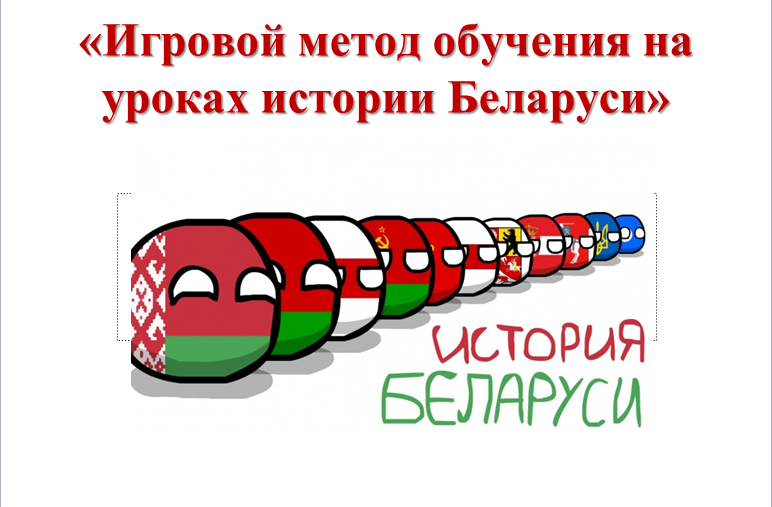 «Игровой метод обучения на
уроках истории Беларуси»
ИСТОРИЯ
БЕЛАРУСИ